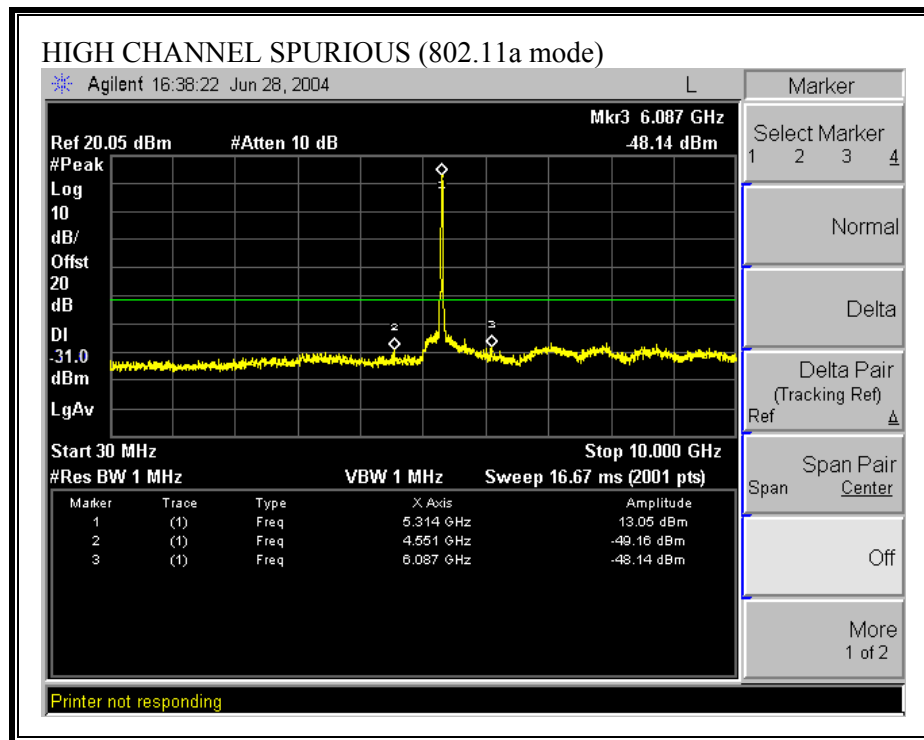 HIGH CHANNEL SPURIOUS (802.11a mode)
Agilent 16:38:22 Jun 28, 2004 L
Mkr3 6.087 GHz
Ref 20.05 dBm #Atten 10 dB -48.14 dBm
#Peak
Log
10
dB/
Offst
20
dB
DI
-31.0
dBm
LgAv
1
2
3
Start 30 MHz Stop 10.000 GHz
#Res BW 1 MHz VBW 1 MHz Sweep 16.67 ms (2001 pts)
Marker Trace Type X Axis Amplitude
1 (1) Freq 5.314 GHz 13.05 dBm
2 (1) Freq 4.551 GHz -49.16 dBm
3 (1) Freq 6.087 GHz -48.14 dBm
Printer not responding
Marker
Select Marker
1 2 3 4
Normal
Delta
Delta Pair
(Tracking Ref)
Ref Δ
Span Pair
Span Center
Off
More
1 of 2